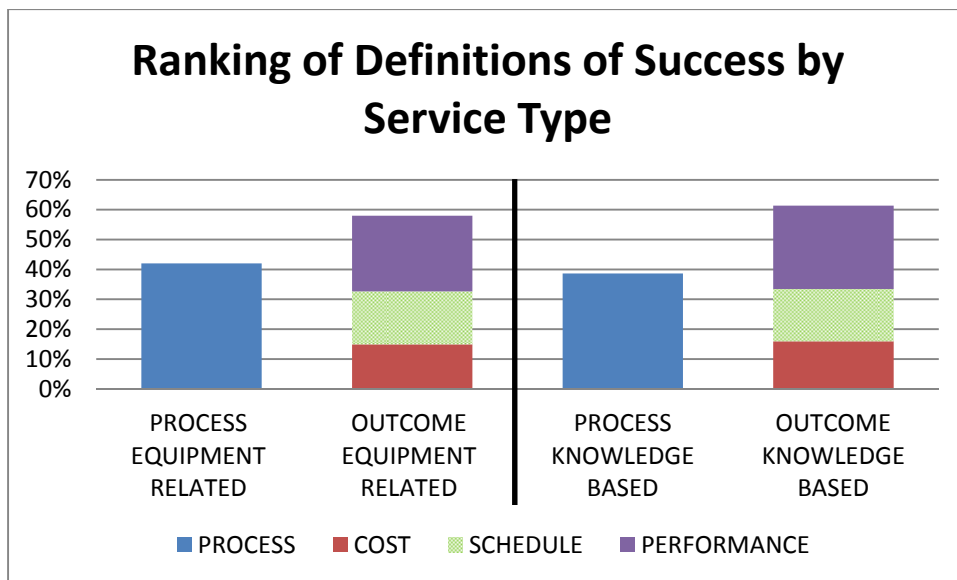 Ranking of Definitions of Success by
Service Type
70%
60%
50%
40%
30%
20%
10%
0%
PROCESS
EQUIPMENT
RELATED
OUTCOME
EQUIPMENT
RELATED
PROCESS
KNOWLEDGE
BASED
OUTCOME
KNOWLEDGE
BASED
PROCESS
COST
SCHEDULE
PERFORMANCE